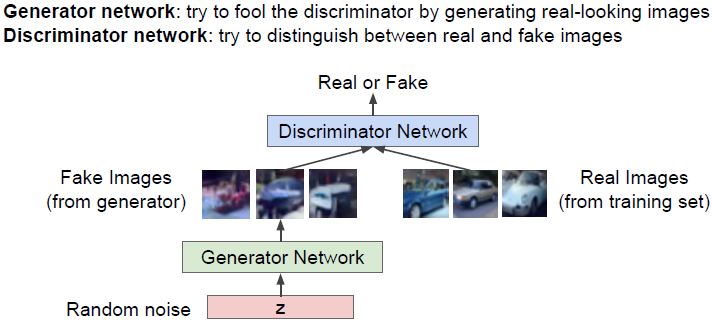 Generator network: try to fool the discriminator by generating real-looking images
Discriminator network: try to distinguish between real and fake images
Real or Fake
Discriminator Network
Fake Images
(from generator)
Real Images
(from training set)
Generator Network
Random noise
z